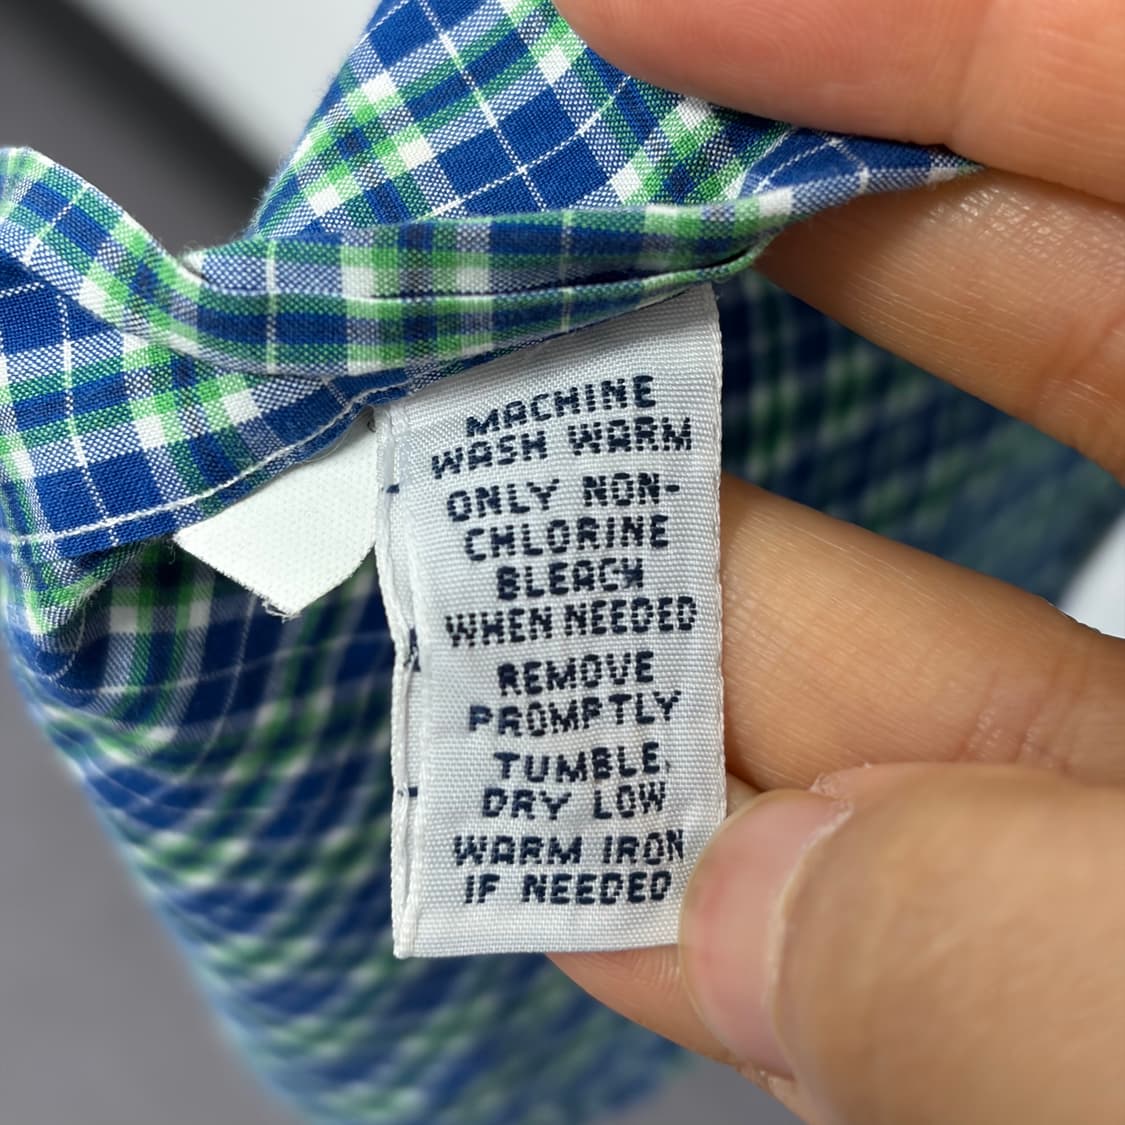 MACHINE
WASH WARM
ONLY NON-
CHLORINE
BLEACH
WHEN NEEDED
REMOVE
PROMPTLY
TUMBLE,
DRY LOW
WARM IRON
IF NEEDED